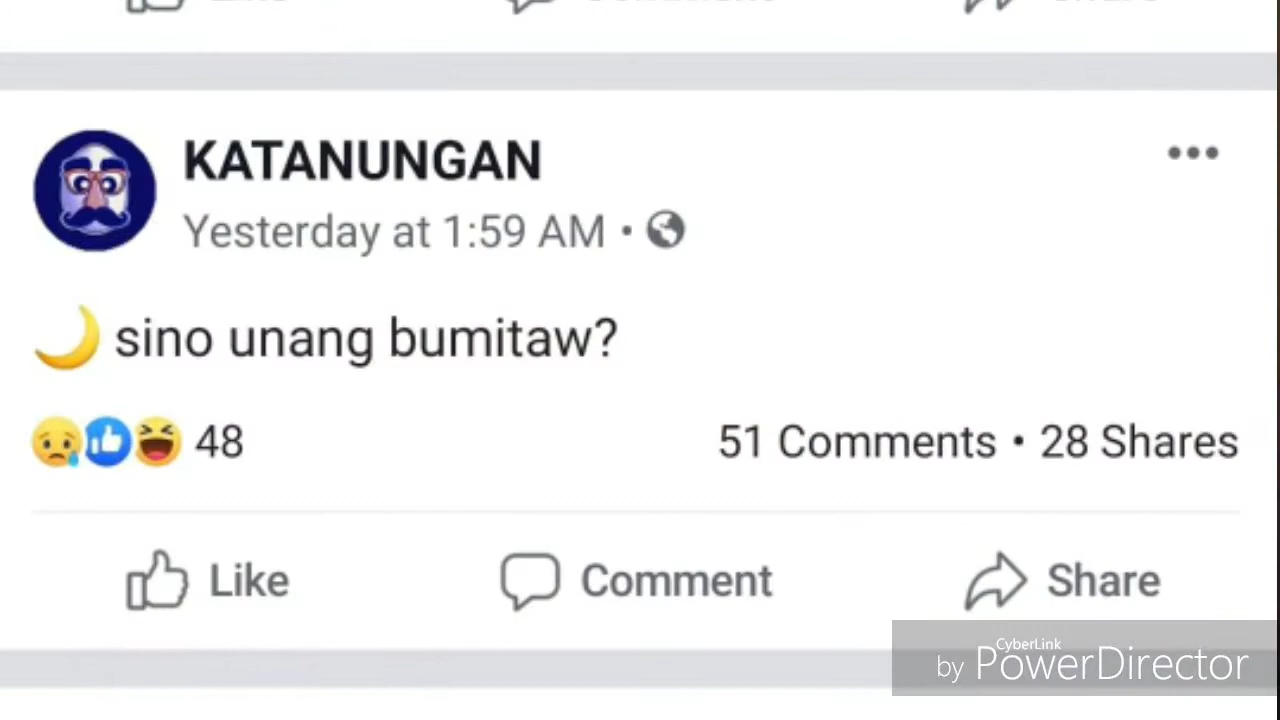 KATANUNGAN
Yesterday at 1:59 AM •
🌙 sino unang bumitaw?
48 51 Comments • 28 Shares
Like Comment Share
CyberLink
by PowerDirector